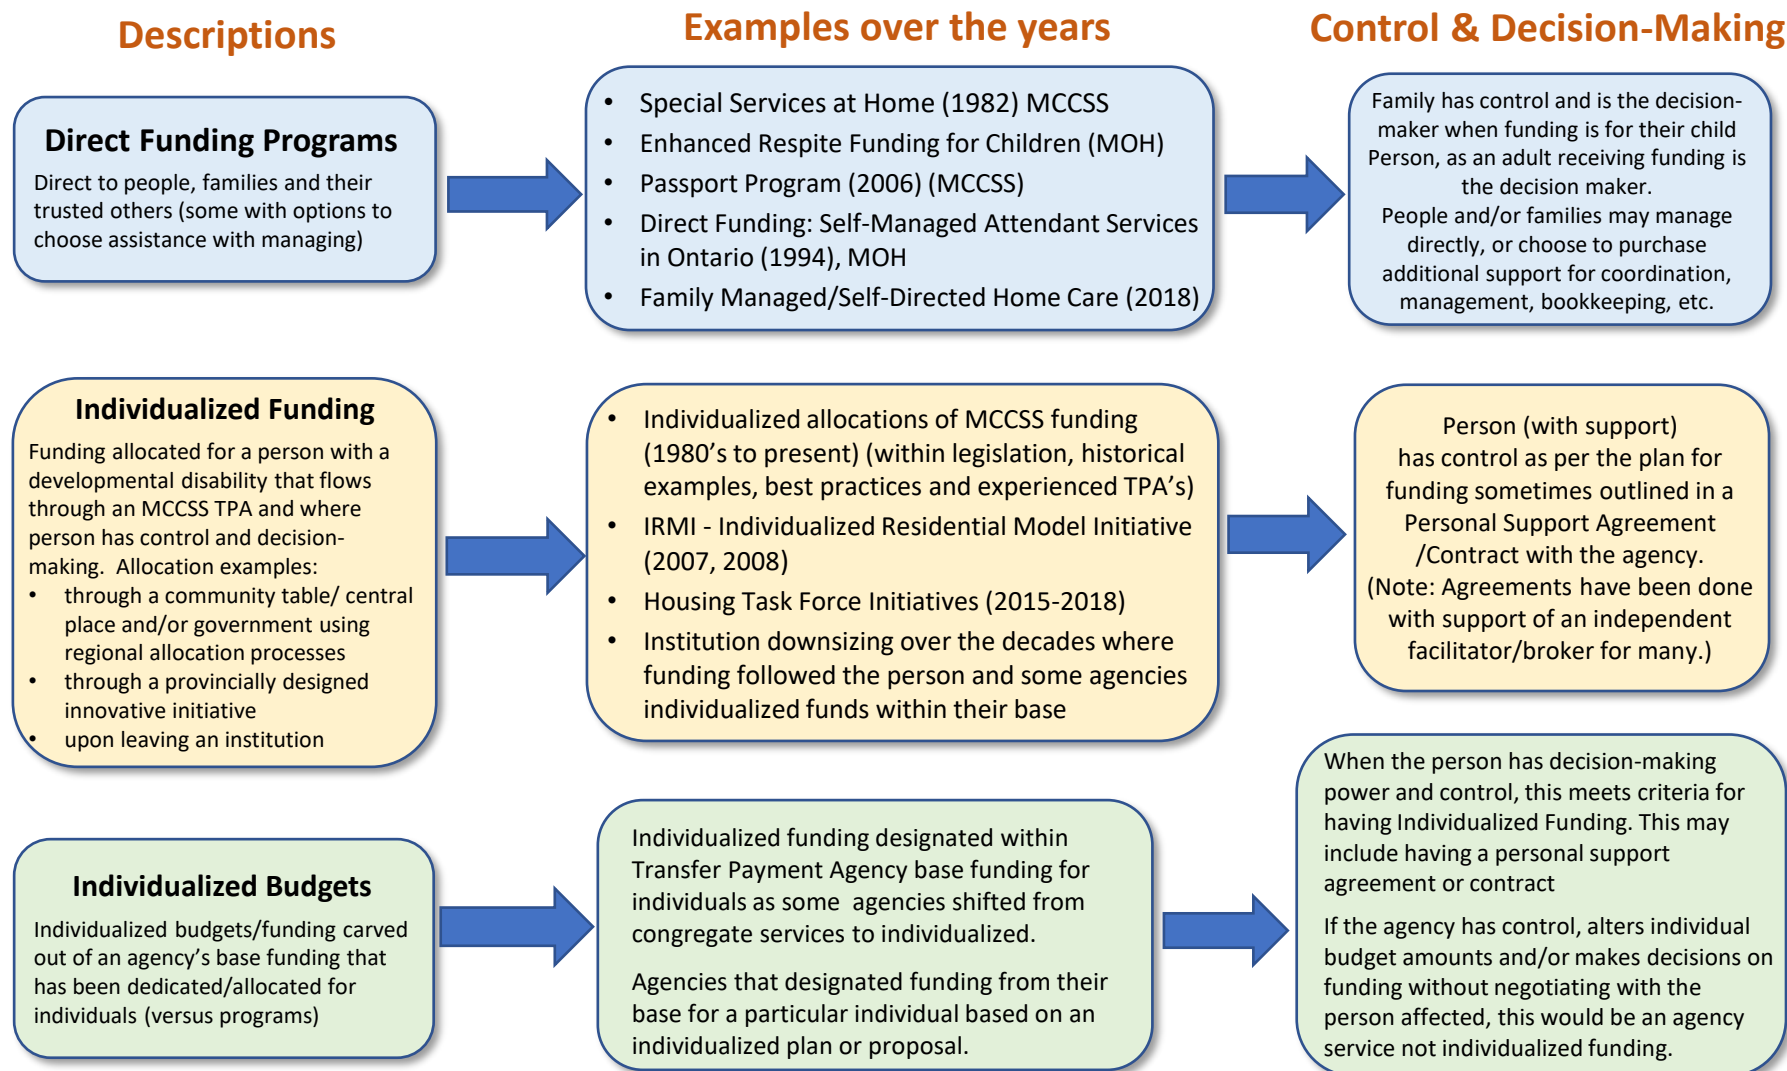 Descriptions
Examples over the years
Control & Decision-Making
Direct Funding Programs
Direct to people, families and their
trusted others (some with options to
choose assistance with managing)
• Special Services at Home (1982) MCCSS
• Enhanced Respite Funding for Children (MOH)
• Passport Program (2006) (MCCSS)
• Direct Funding: Self-Managed Attendant Services
in Ontario (1994), MOH
• Family Managed/Self-Directed Home Care (2018)
Family has control and is the decision-
maker when funding is for their child
Person, as an adult receiving funding is
the decision maker.
People and/or families may manage
directly, or choose to purchase
additional support for coordination,
management, bookkeeping, etc.
Individualized Funding
Funding allocated for a person with a
developmental disability that flows
through an MCCSS TPA and where
person has control and decision-
making. Allocation examples:
• through a community table/ central
place and/or government using
regional allocation processes
• through a provincially designed
innovative initiative
• upon leaving an institution
• Individualized allocations of MCCSS funding
(1980's to present) (within legislation, historical
examples, best practices and experienced TPA's)
• IRMI - Individualized Residential Model Initiative
(2007, 2008)
• Housing Task Force Initiatives (2015-2018)
• Institution downsizing over the decades where
funding followed the person and some agencies
individualized funds within their base
Person (with support)
has control as per the plan for
funding sometimes outlined in a
Personal Support Agreement
/Contract with the agency.
(Note: Agreements have been done
with support of an independent
facilitator/broker for many.)
Individualized Budgets
Individualized budgets/funding carved
out of an agency's base funding that
has been dedicated/allocated for
individuals (versus programs)
Individualized funding designated within
Transfer Payment Agency base funding for
individuals as some agencies shifted from
congregate services to individualized.
Agencies that designated funding from their
base for a particular individual based on an
individualized plan or proposal.
When the person has decision-making
power and control, this meets criteria for
having Individualized Funding. This may
include having a personal support
agreement or contract
If the agency has control, alters individual
budget amounts and/or makes decisions on
funding without negotiating with the
person affected, this would be an agency
service not individualized funding.